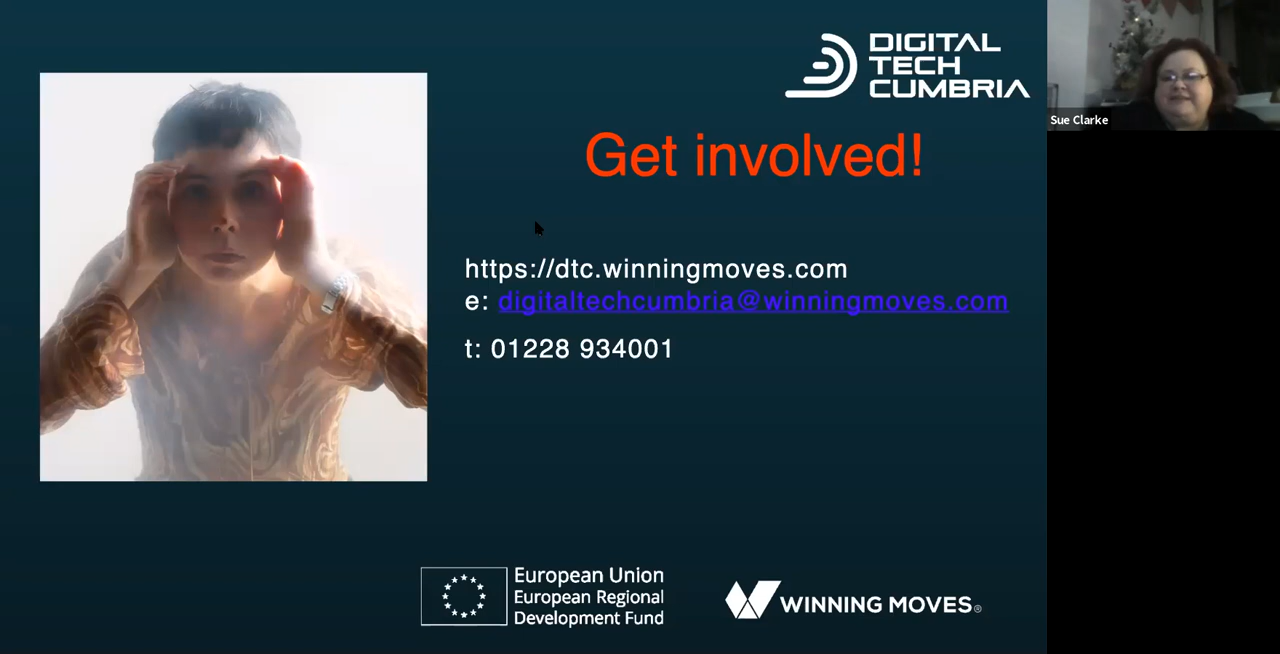 DIGITAL
TECH
CUMBRIA
Sue Clarke
Get involved!
https://dtc.winningmoves.com
e: digitaltechcumbria@winningmoves.com
t: 01228 934001
European Union
European Regional
Development Fund
WINNING MOVES®